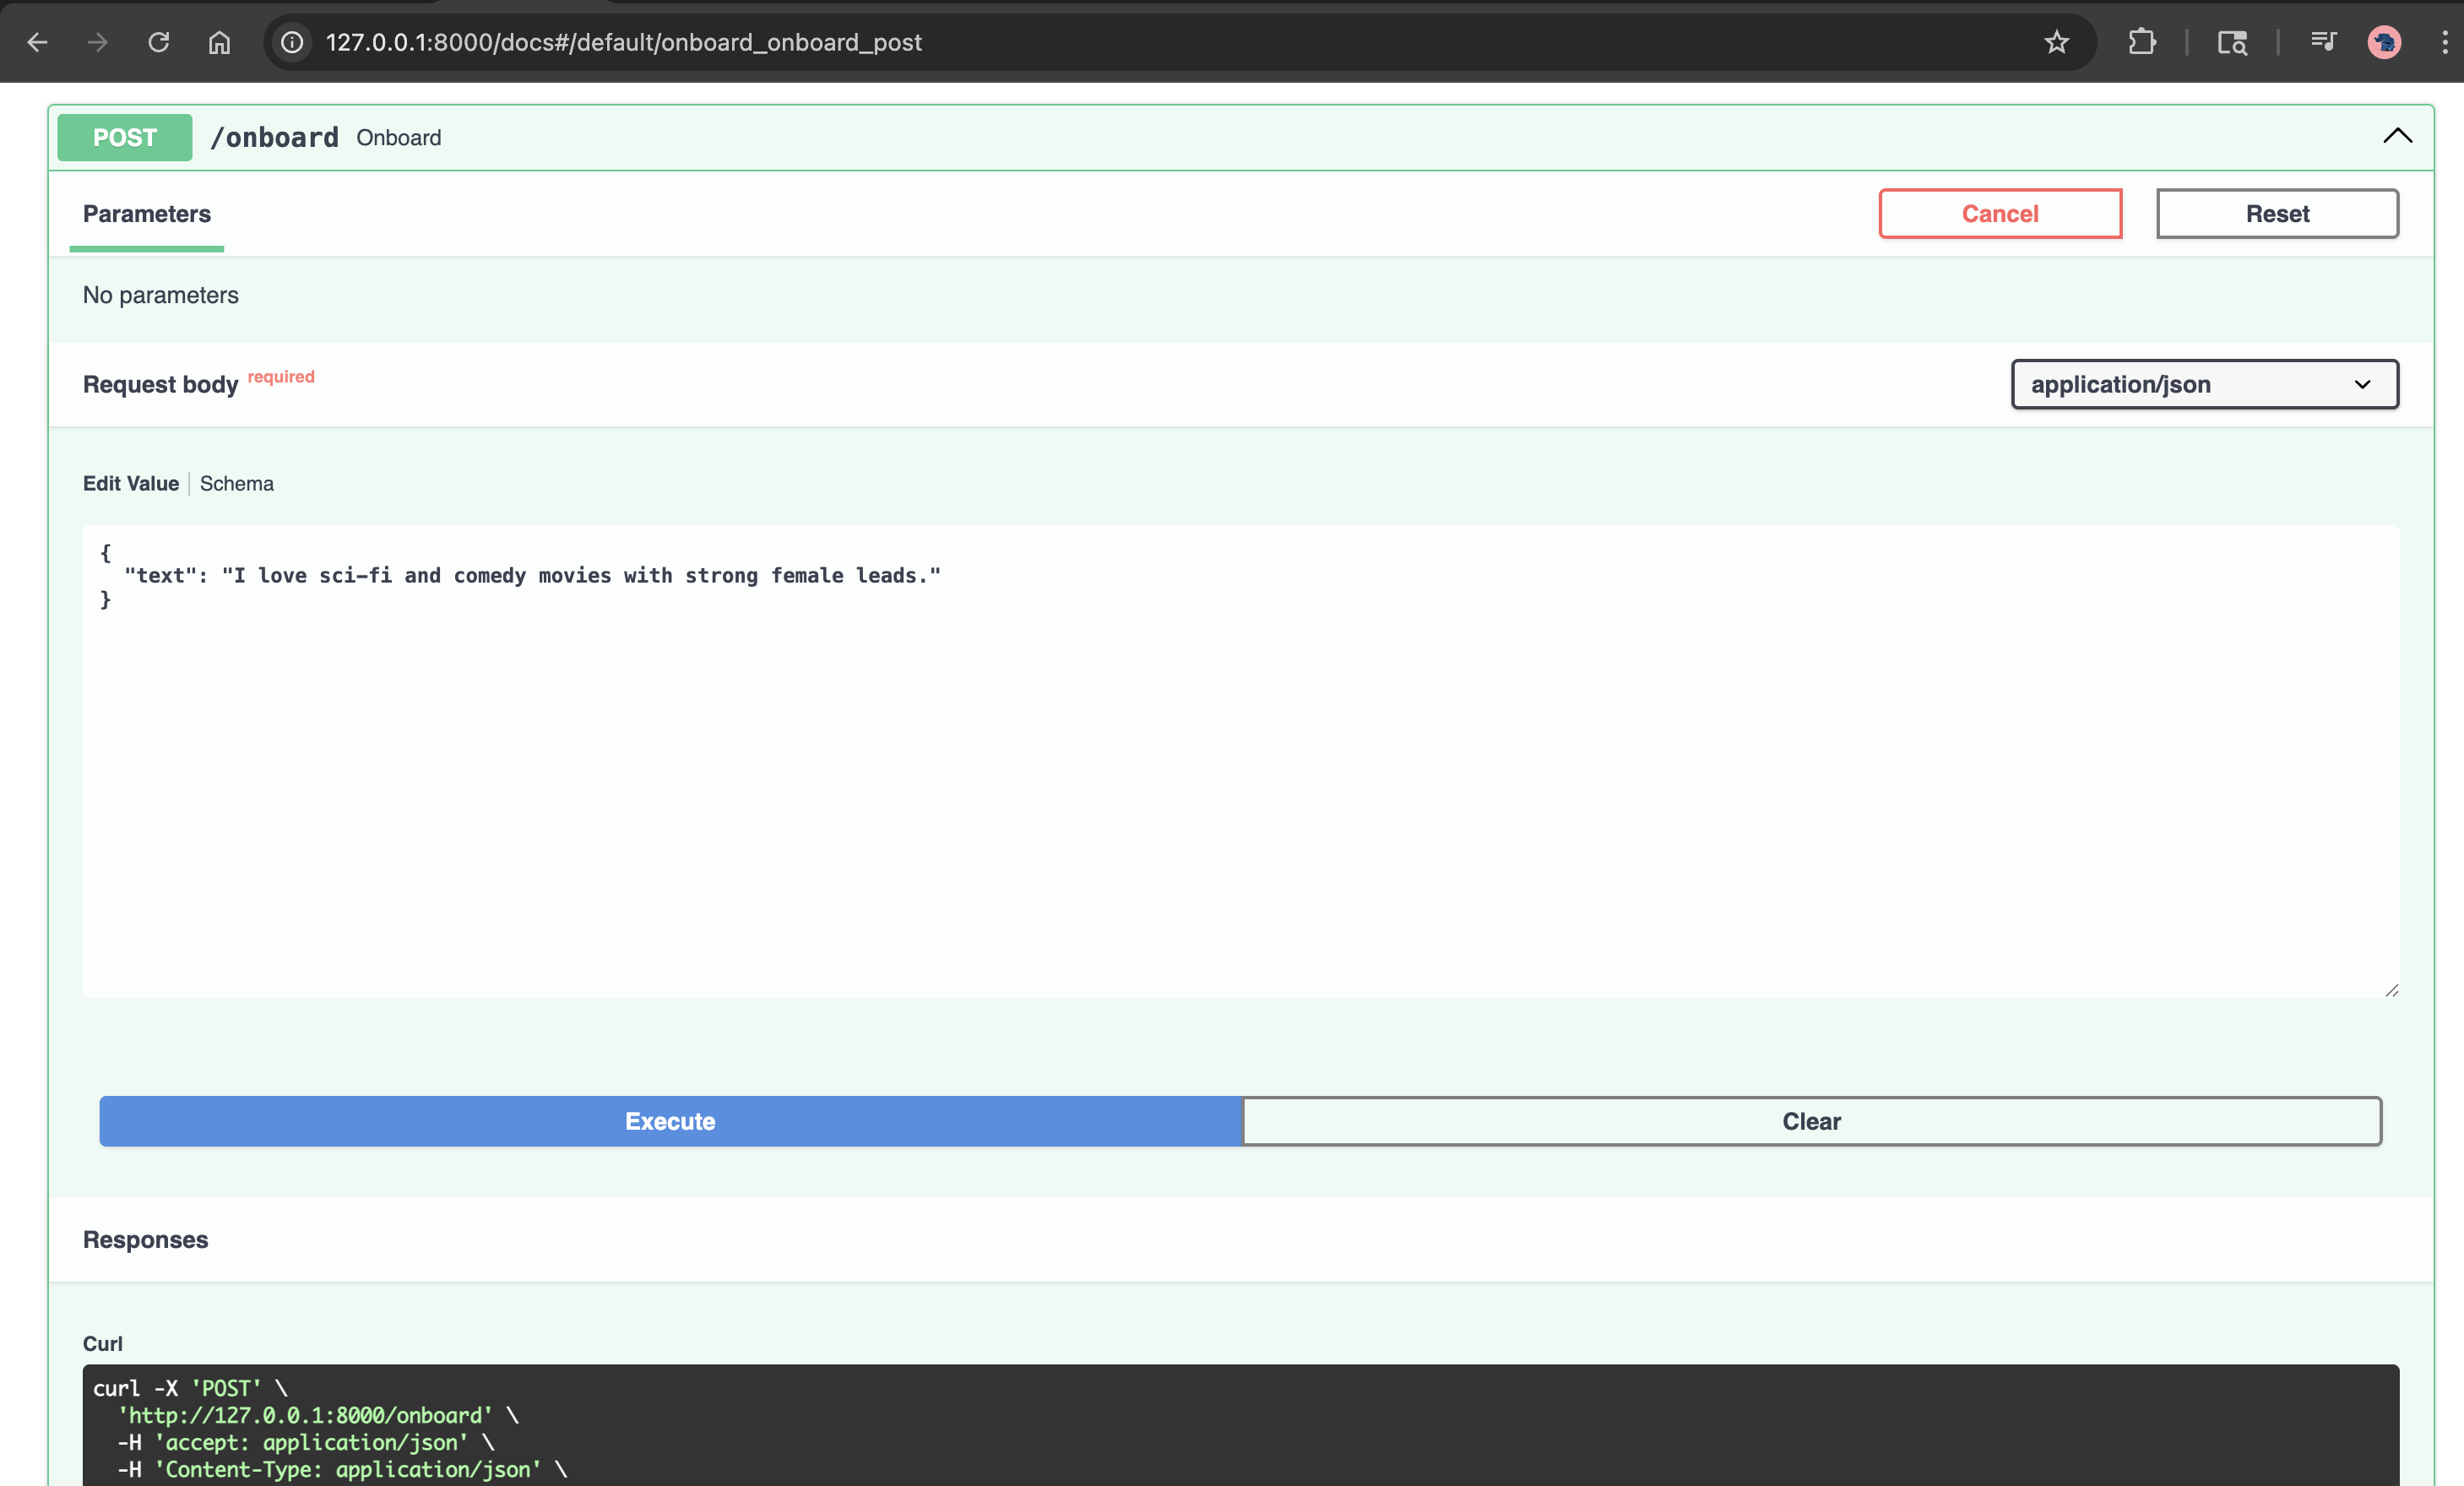 127.0.0.1:8000/docs#/default/onboard_onboard_post
POST /onboard Onboard
Parameters
Cancel
Reset
No parameters
Request body required
application/json
Edit Value | Schema
{
  "text": "I love sci-fi and comedy movies with strong female leads."
}
Execute
Clear
Responses
Curl
curl -X 'POST' \
  'http://127.0.0.1:8000/onboard' \
  -H 'accept: application/json' \
  -H 'Content-Type: application/json' \